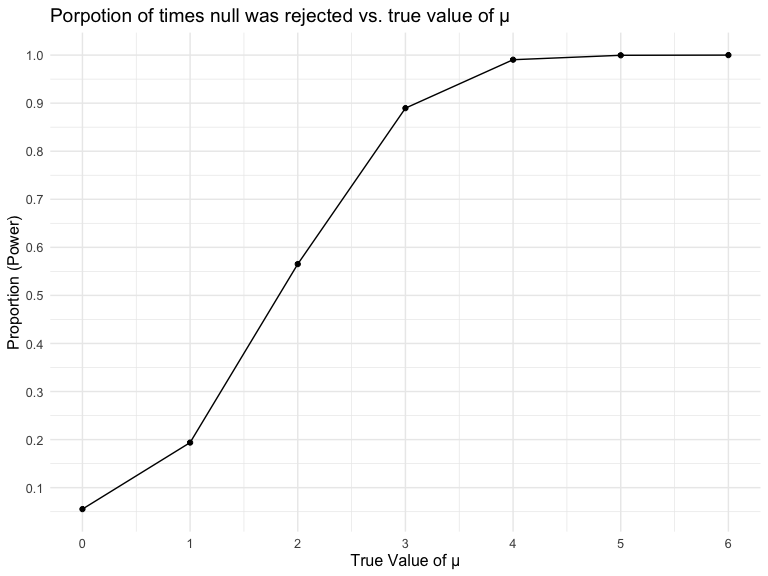 Porpotion of times null was rejected vs. true value of μ
Proportion (Power)
1.0
0.9
0.8
0.7
0.6
0.5
0.4
0.3
0.2
0.1
0 1 2 3 4 5 6
True Value of μ